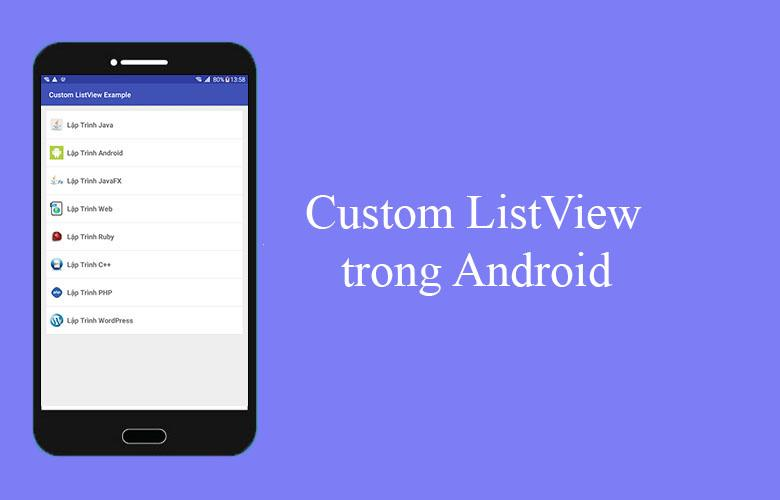 80% 13:58
Custom ListView Example
Lập Trình Java
Lập Trình Android
Lập Trình JavaFX
Lập Trình Web
Lập Trình Ruby
Lập Trình C++
Lập Trình PHP
Lập Trình WordPress
Custom ListView
trong Android